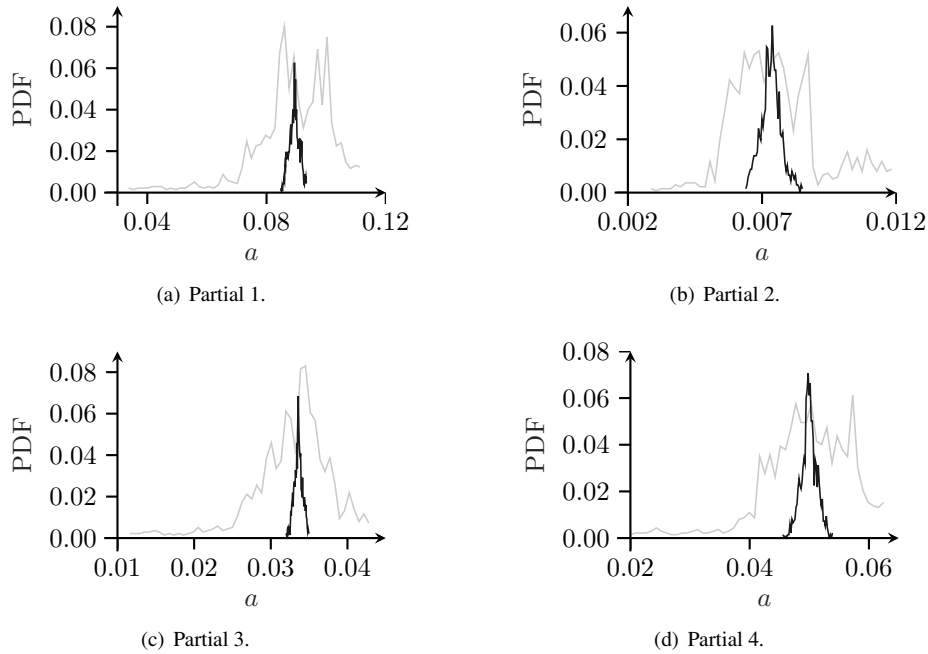 PDF
0.08
0.06
0.04
0.02
0.00
0.04 0.08 0.12
a
(a) Partial 1.
PDF
0.06
0.04
0.02
0.00
0.002 0.007 0.012
a
(b) Partial 2.
PDF
0.08
0.06
0.04
0.02
0.00
0.01 0.02 0.03 0.04
a
(c) Partial 3.
PDF
0.08
0.06
0.04
0.02
0.00
0.02 0.04 0.06
a
(d) Partial 4.